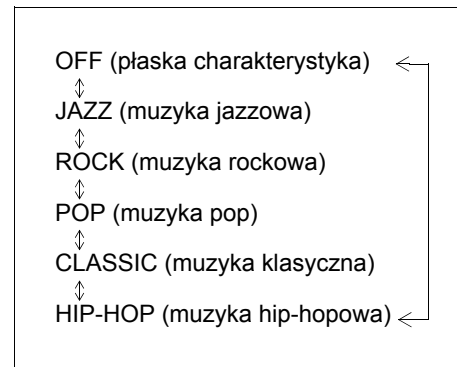 OFF (płaska charakterystyka)
JAZZ (muzyka jazzowa)
ROCK (muzyka rockowa)
POP (muzyka pop)
CLASSIC (muzyka klasyczna)
HIP-HOP (muzyka hip-hopowa)